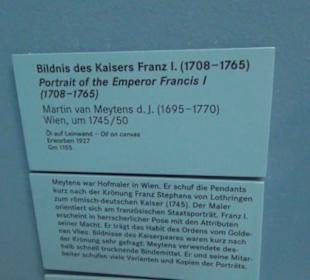 Bildnis des Kaisers Franz I. (1708–1765)
Portrait of the Emperor Francis I
(1708–1765)
Martin van Meytens d. J. (1695–1770)
Wien, um 1745/50
Öl auf Leinwand – Oil on canvas
Erworben 1927
Gm 1155
Meytens war Hofmaler in Wien. Er schuf die Pendants
kurz nach der Krönung Franz Stephans von Lothringen
zum römisch-deutschen Kaiser (1745). Der Maler
orientiert sich am französischen Staatsporträt. Franz I.
erscheint in herrscherlicher Pose mit den Attributen
seiner Macht. Er trägt das Habit des Ordens vom Golde-
nen Vlies. Bildnisse des Kaiserpaares waren kurz nach
der Krönung sehr gefragt. Meytens verwendete des-
halb schnell trocknende Bindemittel. Er und seine Mitar-
beiter schufen viele Varianten und Kopien der Porträts.